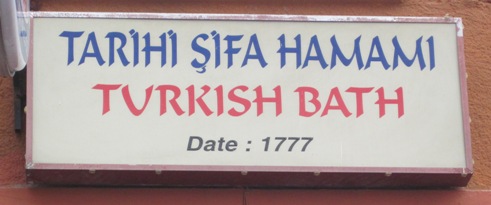 TARİHİ ŞİFA HAMAMI
TURKISH BATH
Date : 1777